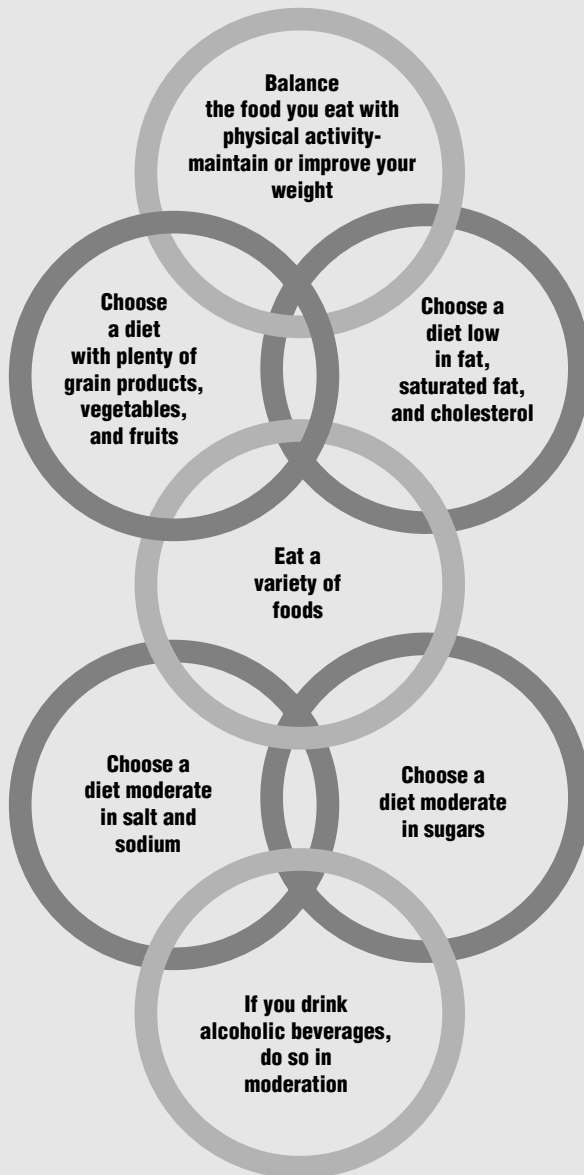 Balance
the food you eat with
physical activity-
maintain or improve your
weight
Choose
a diet
with plenty of
grain products,
vegetables,
and fruits
Choose a
diet low
in fat,
saturated fat,
and cholesterol
Eat a
variety of
foods
Choose a
diet moderate
in salt and
sodium
Choose a
diet moderate
in sugars
If you drink
alcoholic beverages,
do so in
moderation